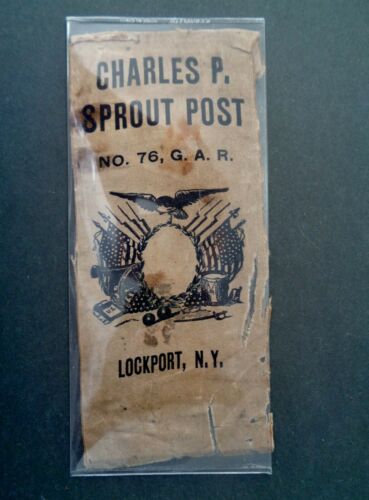 CHARLES P.
SPROUT POST
NO. 76, G. A. R.
LOCKPORT, N.Y.